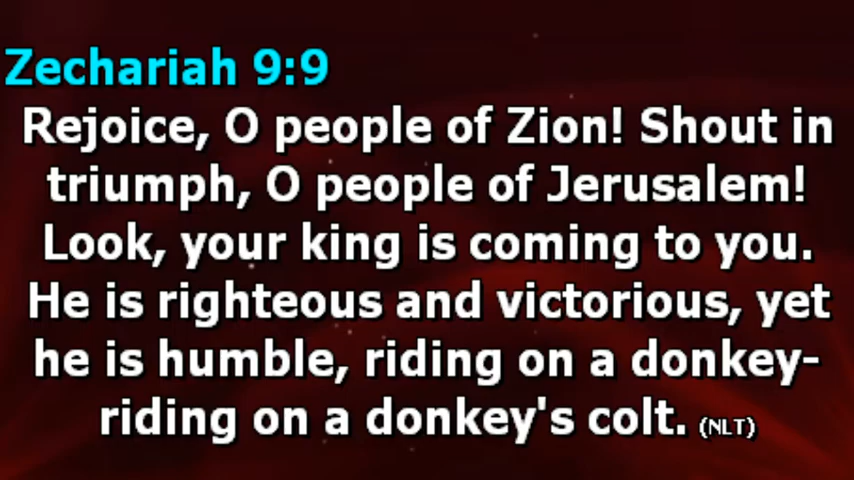 Zechariah 9:9
Rejoice, O people of Zion! Shout in
triumph, O people of Jerusalem!
Look, your king is coming to you.
He is righteous and victorious, yet
he is humble, riding on a donkey-
riding on a donkey's colt. (NLT)